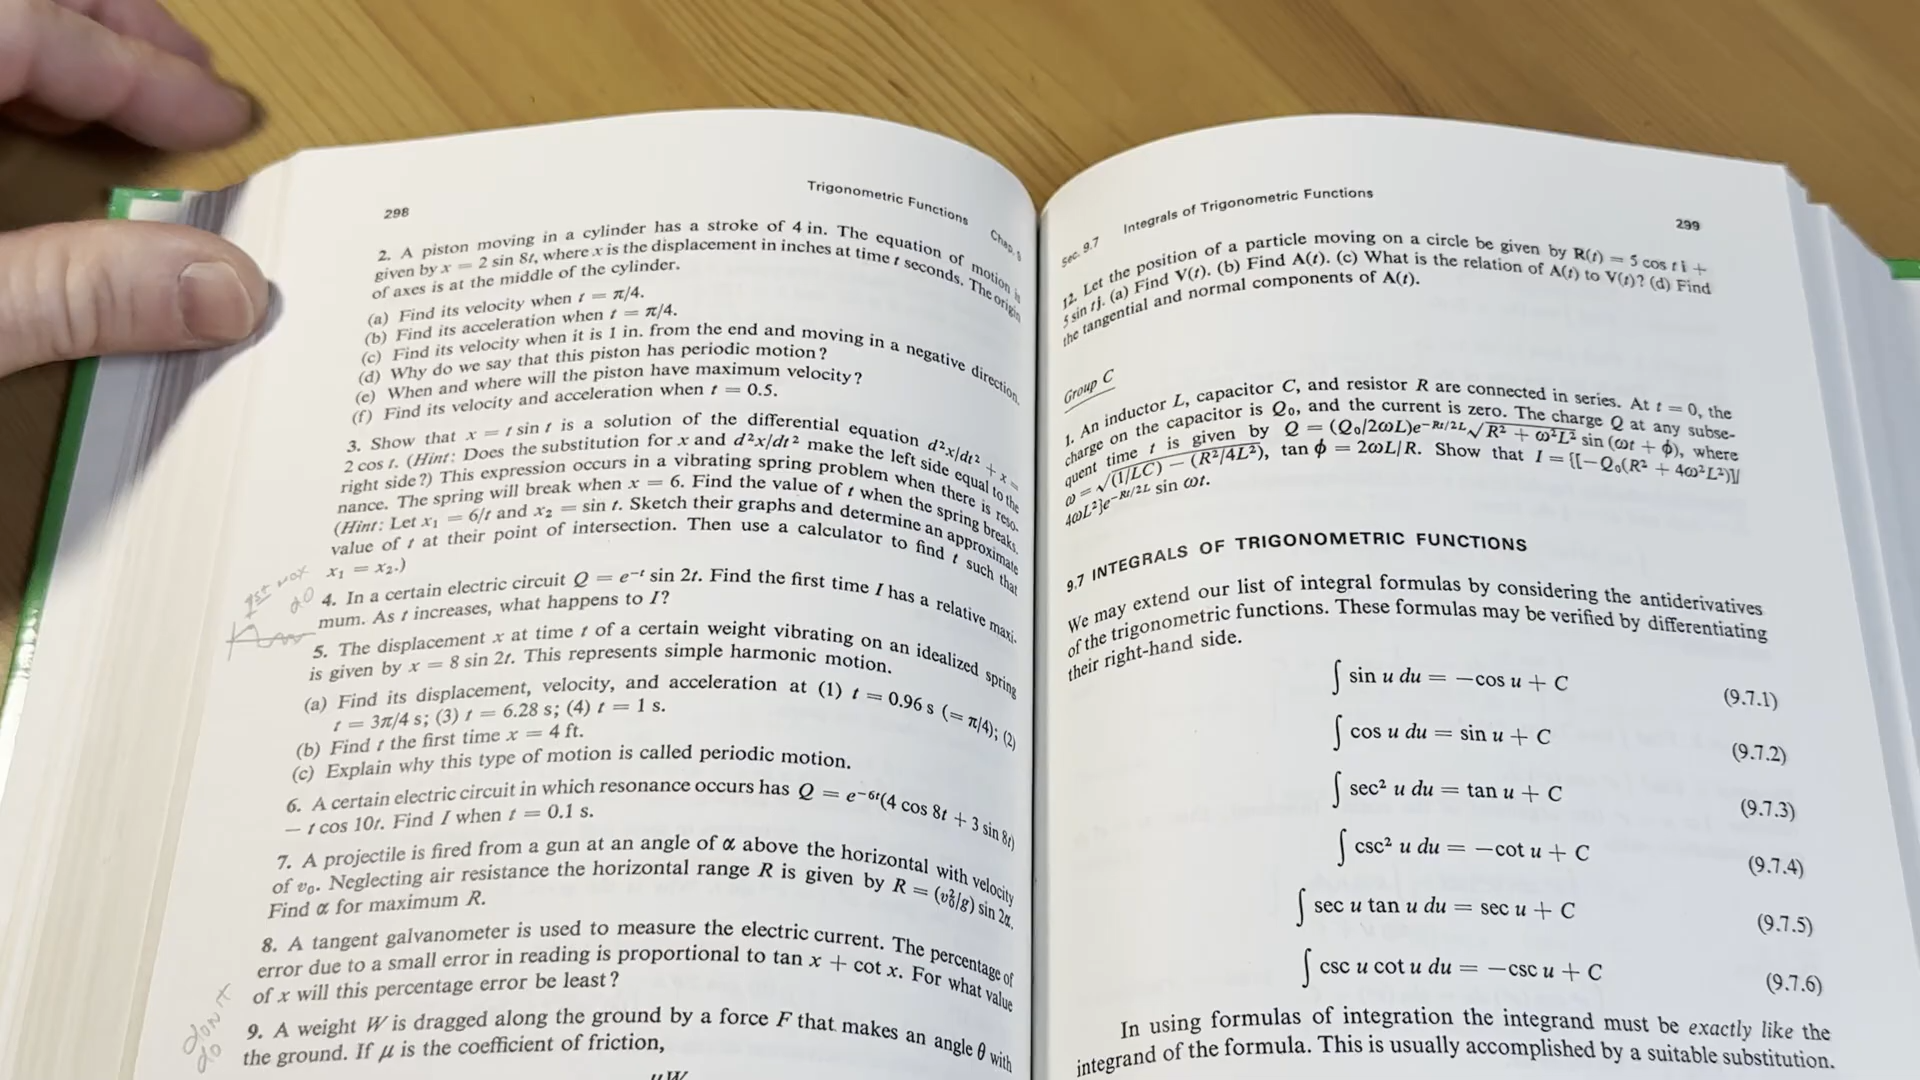 298
Trigonometric Functions
Chap. 9
2. A piston moving in a cylinder has a stroke of 4 in. The equation of motion is
given by x = 2 sin 8t, where x is the displacement in inches at time t seconds. The origin
of axes is at the middle of the cylinder.
(a) Find its velocity when t = π/4.
(b) Find its acceleration when t = π/4.
(c) Find its velocity when it is 1 in. from the end and moving in a negative direction.
(d) Why do we say that this piston has periodic motion?
(e) When and where will the piston have maximum velocity?
(f) Find its velocity and acceleration when t = 0.5.
3. Show that x = t sin t is a solution of the differential equation d²x/dt² + x =
2 cos t. (Hint: Does the substitution for x and d²x/dt² make the left side equal to the
right side?) This expression occurs in a vibrating spring problem when there is reso-
nance. The spring will break when x = 6. Find the value of t when the spring breaks.
(Hint: Let x₁ = 6/t and x₂ = sin t. Sketch their graphs and determine an approximate
value of t at their point of intersection. Then use a calculator to find t such that
x₁ = x₂.)
4. In a certain electric circuit Q = e⁻ᵗ sin 2t. Find the first time I has a relative maxi-
mum. As t increases, what happens to I?
5. The displacement x at time t of a certain weight vibrating on an idealized spring
is given by x = 8 sin 2t. This represents simple harmonic motion.
(a) Find its displacement, velocity, and acceleration at (1) t = 0.96 s (= π/4); (2)
t = 3π/4 s; (3) t = 6.28 s; (4) t = 1 s.
(b) Find t the first time x = 4 ft.
(c) Explain why this type of motion is called periodic motion.
6. A certain electric circuit in which resonance occurs has Q = e⁻⁶ᵗ(4 cos 8t + 3 sin 8t)
− t cos 10t. Find I when t = 0.1 s.
7. A projectile is fired from a gun at an angle of α above the horizontal with velocity
of v₀. Neglecting air resistance the horizontal range R is given by R = (v₀²/g) sin 2α.
Find α for maximum R.
8. A tangent galvanometer is used to measure the electric current. The percentage of
error due to a small error in reading is proportional to tan x + cot x. For what value
of x will this percentage error be least?
don't
do
9. A weight W is dragged along the ground by a force F that makes an angle θ with
the ground. If μ is the coefficient of friction,
μW
Sec. 9.7
Integrals of Trigonometric Functions
299
12. Let the position of a particle moving on a circle be given by R(t) = 5 cos t i +
5 sin t j. (a) Find V(t). (b) Find A(t). (c) What is the relation of A(t) to V(t)? (d) Find
the tangential and normal components of A(t).
Group C
1. An inductor L, capacitor C, and resistor R are connected in series. At t = 0, the
charge on the capacitor is Q₀, and the current is zero. The charge Q at any subse-
quent time t is given by Q = (Q₀/2ωL)e^(−Rt/2L)√(R² + ω²L²) sin (ωt + ϕ), where
ω = √((1/LC) − (R²/4L²)), tan ϕ = 2ωL/R. Show that I = {[−Q₀(R² + 4ω²L²)]/
4ωL²}e^(−Rt/2L) sin ωt.
9.7 INTEGRALS OF TRIGONOMETRIC FUNCTIONS
We may extend our list of integral formulas by considering the antiderivatives
of the trigonometric functions. These formulas may be verified by differentiating
their right-hand side.
∫ sin u du = −cos u + C (9.7.1)
∫ cos u du = sin u + C (9.7.2)
∫ sec² u du = tan u + C (9.7.3)
∫ csc² u du = −cot u + C (9.7.4)
∫ sec u tan u du = sec u + C (9.7.5)
∫ csc u cot u du = −csc u + C (9.7.6)
In using formulas of integration the integrand must be exactly like the
integrand of the formula. This is usually accomplished by a suitable substitution.